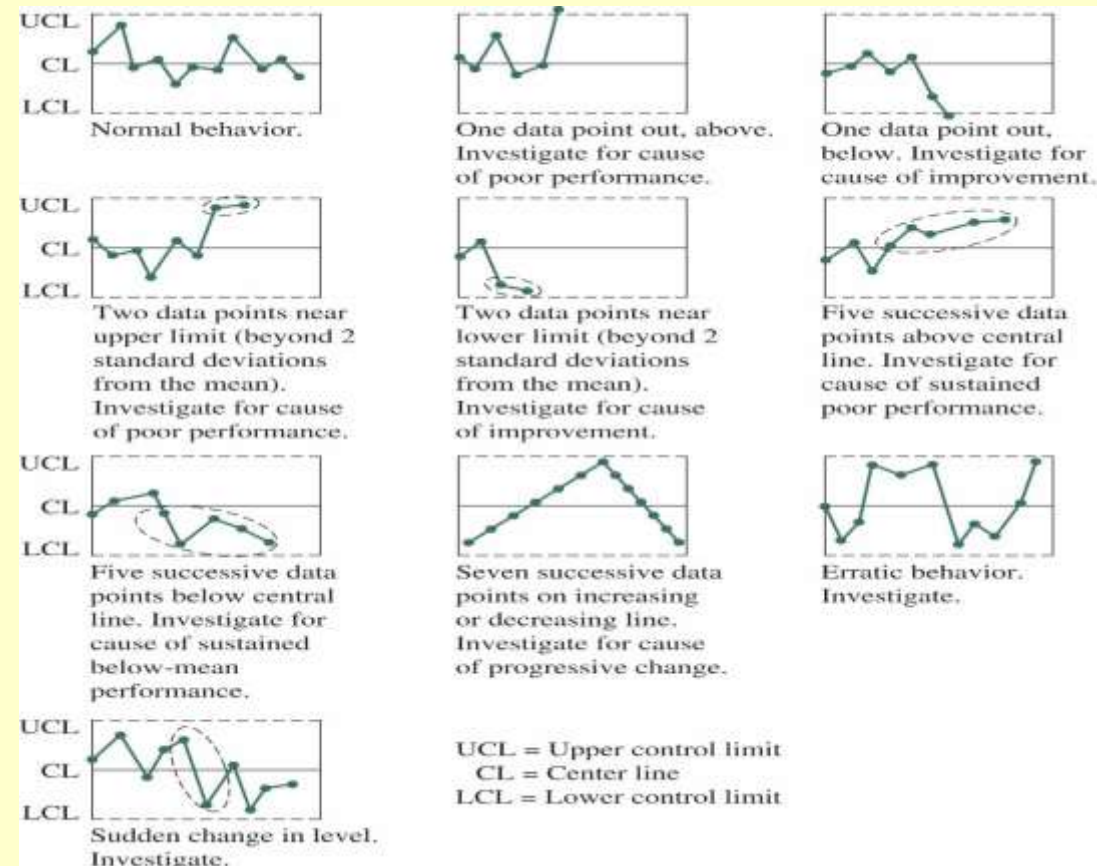 UCL
CL
LCL
Normal behavior.
One data point out, above.
Investigate for cause
of poor performance.
One data point out,
below. Investigate for
cause of improvement.
UCL
CL
LCL
Two data points near
upper limit (beyond 2
standard deviations
from the mean).
Investigate for cause
of poor performance.
Two data points near
lower limit (beyond 2
standard deviations
from the mean).
Investigate for cause
of improvement.
Five successive data
points above central
line. Investigate for
cause of sustained
poor performance.
UCL
CL
LCL
Five successive data
points below central
line. Investigate for
cause of sustained
below-mean
performance.
Seven successive data
points on increasing
or decreasing line.
Investigate for cause
of progressive change.
Erratic behavior.
Investigate.
UCL
CL
LCL
Sudden change in level.
Investigate.
UCL = Upper control limit
CL = Center line
LCL = Lower control limit